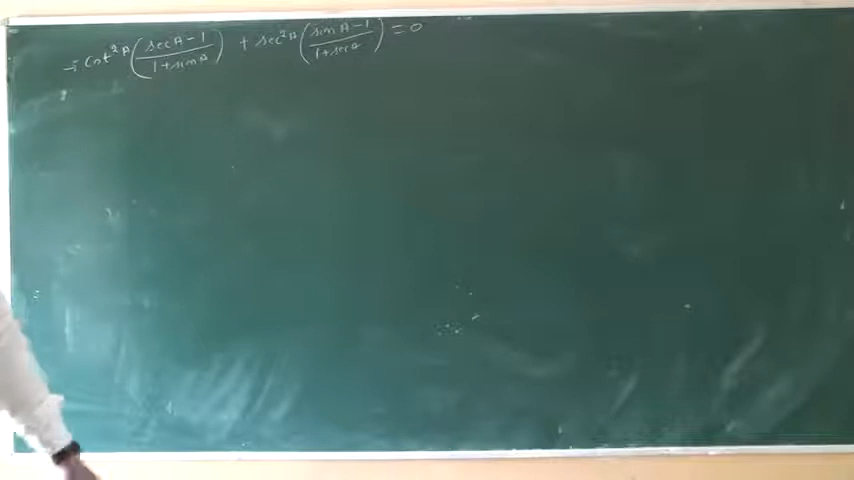 → Cot²A (secA-1 / 1+sinA) + sec²A (sinA-1 / 1+secA) = 0